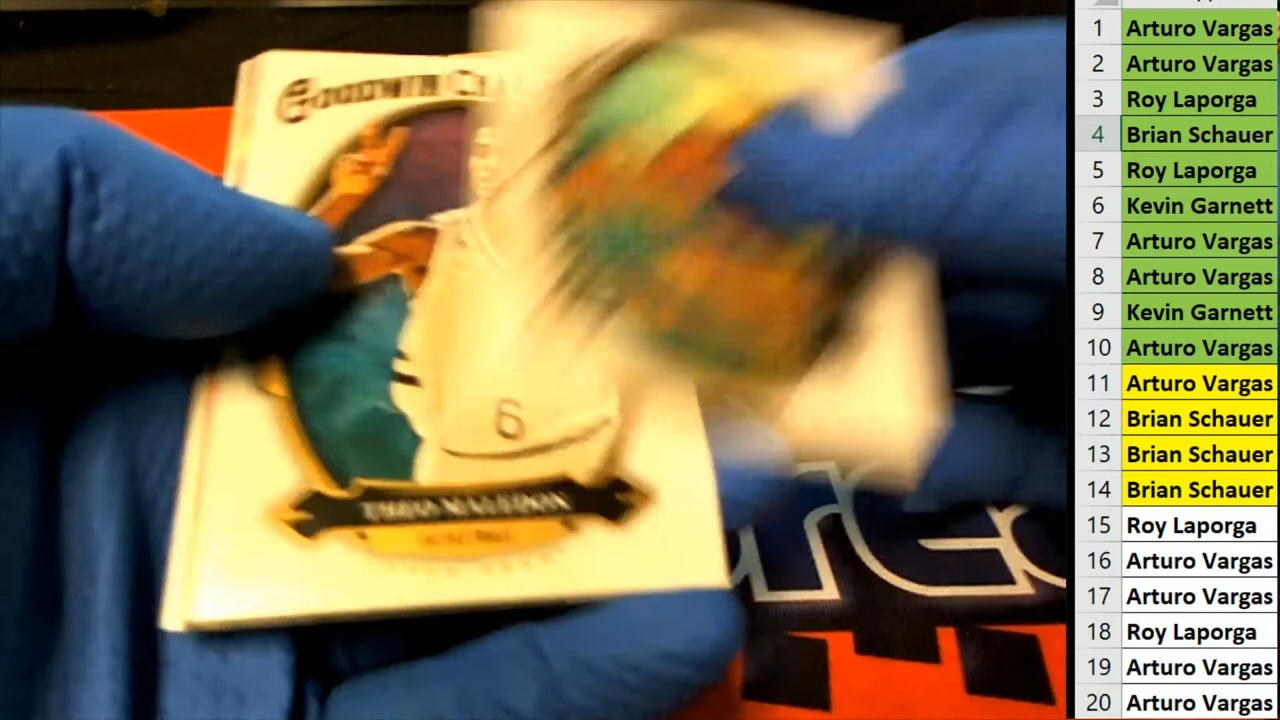 GOODWIN
6
THEO MALEDON
BASKETBALL
1 Arturo Vargas
2 Arturo Vargas
3 Roy Laporga
4 Brian Schauer
5 Roy Laporga
6 Kevin Garnett
7 Arturo Vargas
8 Arturo Vargas
9 Kevin Garnett
10 Arturo Vargas
11 Arturo Vargas
12 Brian Schauer
13 Brian Schauer
14 Brian Schauer
15 Roy Laporga
16 Arturo Vargas
17 Arturo Vargas
18 Roy Laporga
19 Arturo Vargas
20 Arturo Vargas